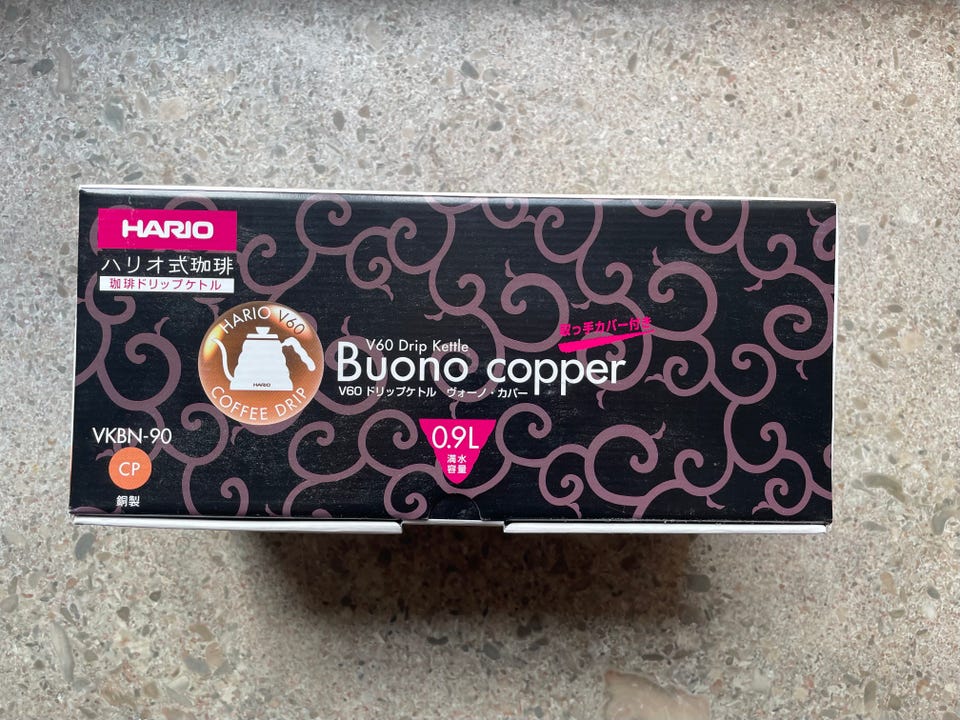 HARIO
ハリオ式珈琲
珈琲ドリップケトル
HARIO V60
HARIO
COFFEE DRIP
V60 Drip Kettle
Buono copper
V60 ドリップケトル ヴォーノ・カパー
取っ手カバー付き
VKBN-90
CP
銅製
0.9L
満水
容量